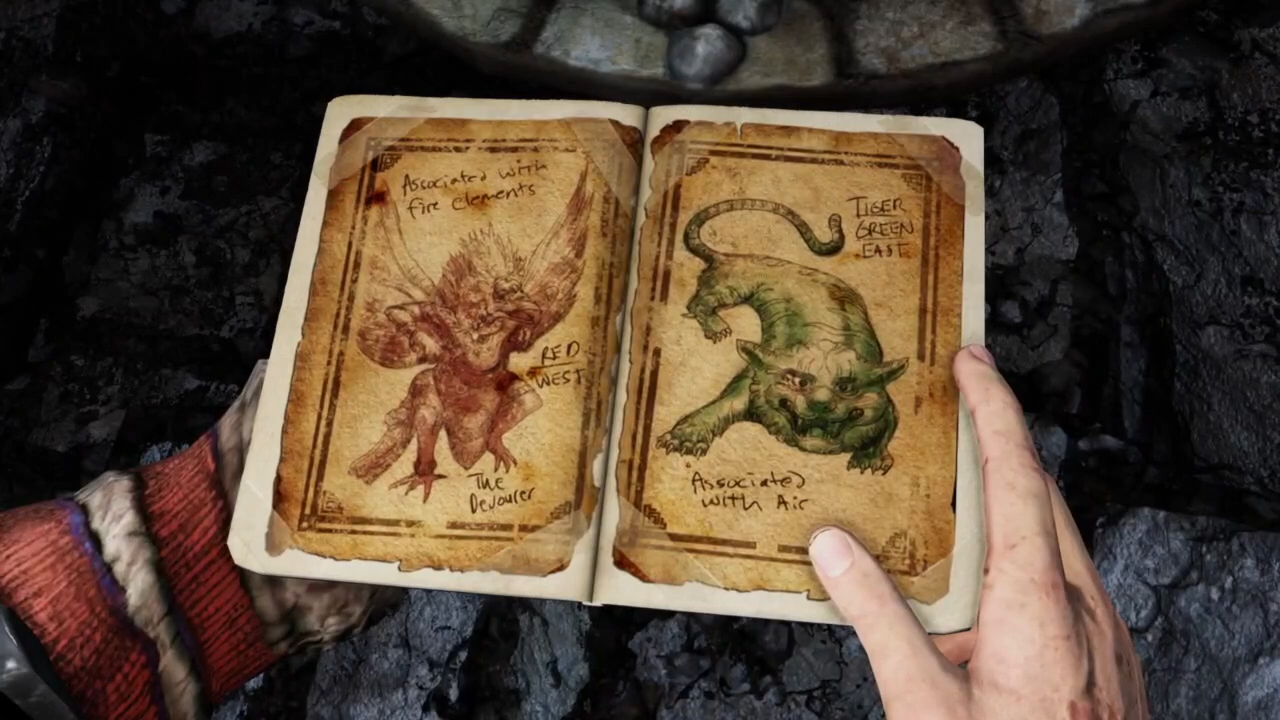 Associated with
fire elements
RED
WEST
The
Devourer
TIGER
GREEN
EAST
Associated
with Air